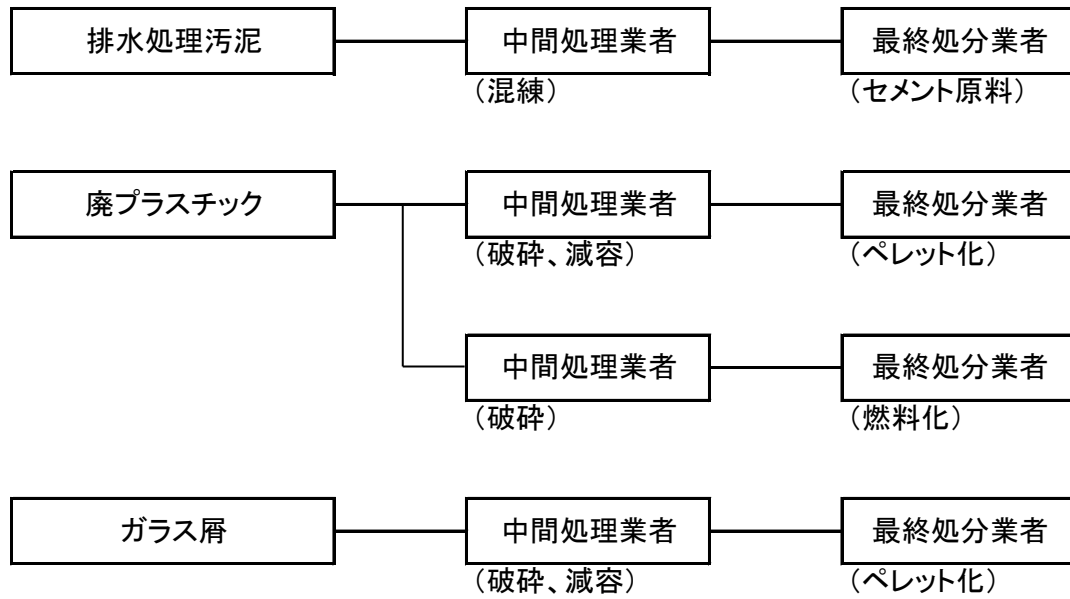 排水処理汚泥 中間処理業者 最終処分業者
（混練） （セメント原料）
廃プラスチック 中間処理業者 最終処分業者
（破砕、減容） （ペレット化）
中間処理業者 最終処分業者
（破砕） （燃料化）
ガラス屑 中間処理業者 最終処分業者
（破砕、減容） （ペレット化）